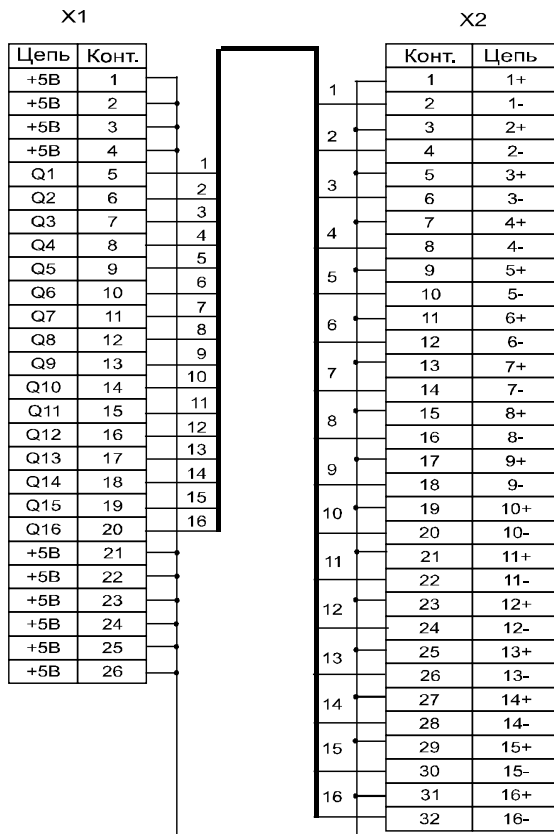 X1
Цепь Конт.
+5В 1
+5В 2
+5В 3
+5В 4
Q1 5
Q2 6
Q3 7
Q4 8
Q5 9
Q6 10
Q7 11
Q8 12
Q9 13
Q10 14
Q11 15
Q12 16
Q13 17
Q14 18
Q15 19
Q16 20
+5В 21
+5В 22
+5В 23
+5В 24
+5В 25
+5В 26
1
2
3
4
5
6
7
8
9
10
11
12
13
14
15
16
1
2
3
4
5
6
7
8
9
10
11
12
13
14
15
16
X2
Конт. Цепь
1 1+
2 1-
3 2+
4 2-
5 3+
6 3-
7 4+
8 4-
9 5+
10 5-
11 6+
12 6-
13 7+
14 7-
15 8+
16 8-
17 9+
18 9-
19 10+
20 10-
21 11+
22 11-
23 12+
24 12-
25 13+
26 13-
27 14+
28 14-
29 15+
30 15-
31 16+
32 16-